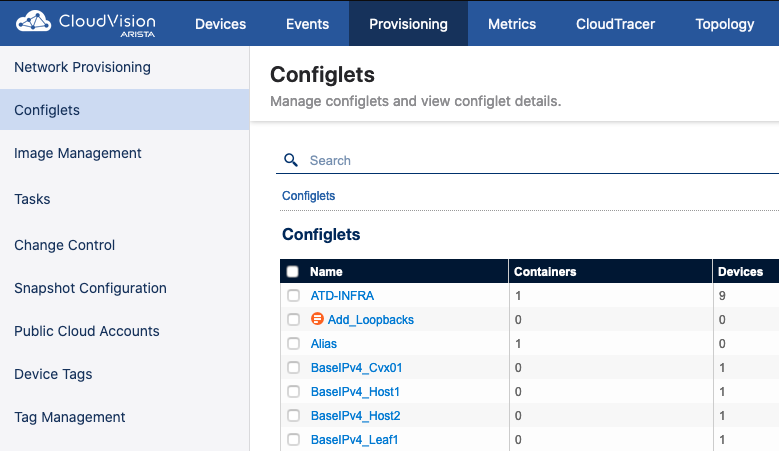 CloudVision
ARISTA
Devices Events Provisioning Metrics CloudTracer Topology
Network Provisioning
Configlets
Image Management
Tasks
Change Control
Snapshot Configuration
Public Cloud Accounts
Device Tags
Tag Management
Configlets
Manage configlets and view configlet details.
Search
Configlets
Configlets
Name Containers Devices
ATD-INFRA 1 9
Add_Loopbacks 0 0
Alias 1 0
BaseIPv4_Cvx01 0 1
BaseIPv4_Host1 0 1
BaseIPv4_Host2 0 1
BaseIPv4_Leaf1 0 1